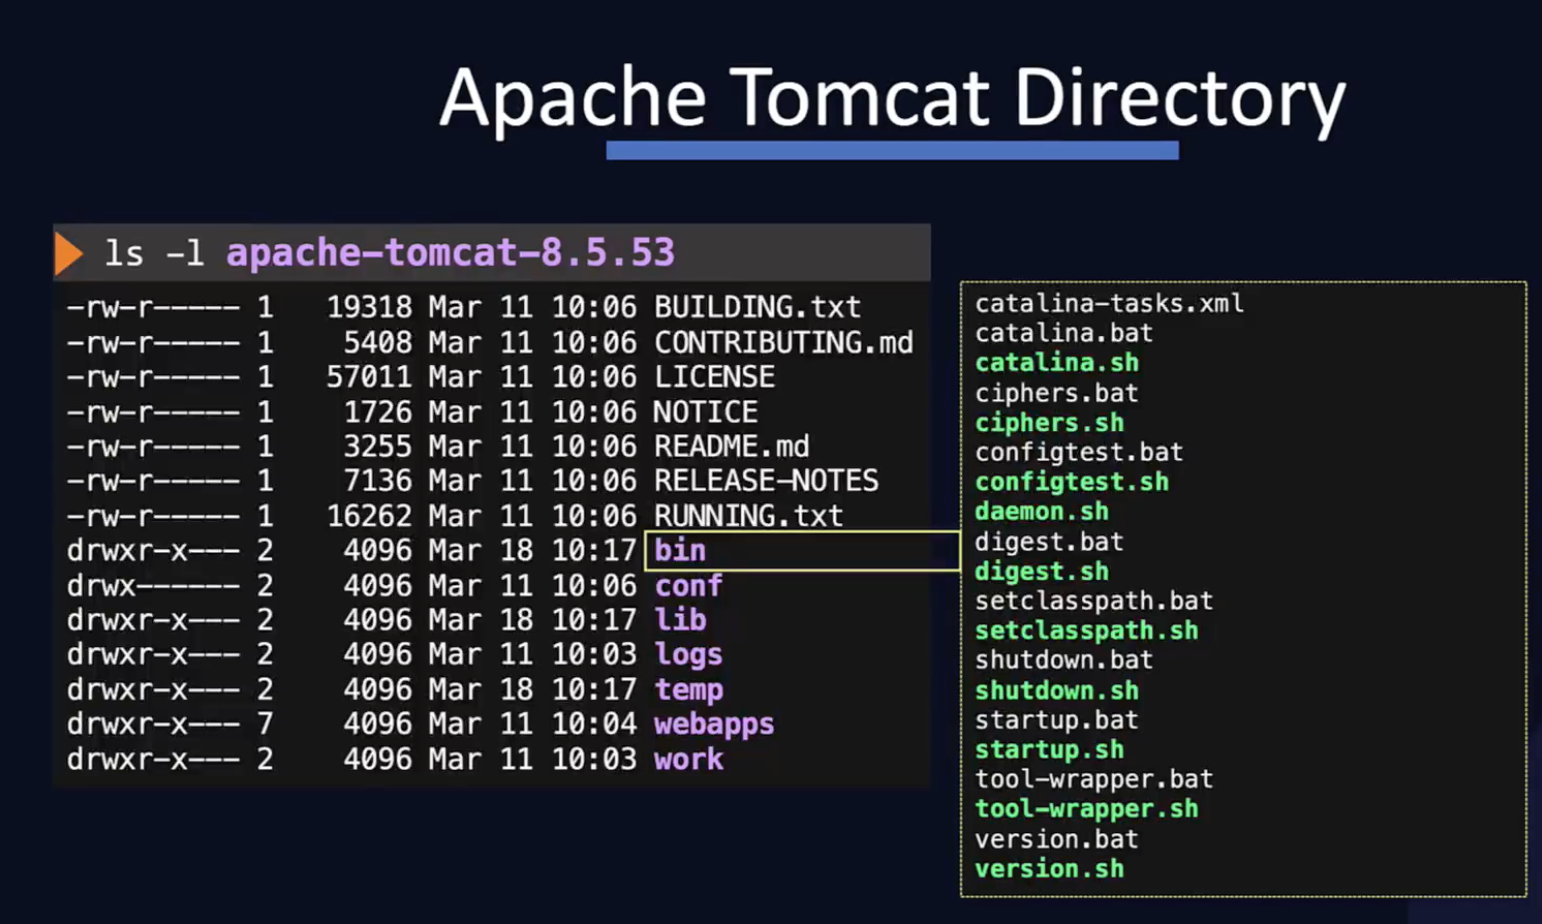 Apache Tomcat Directory
ls -l apache-tomcat-8.5.53
-rw-r----- 1 19318 Mar 11 10:06 BUILDING.txt
-rw-r----- 1 5408 Mar 11 10:06 CONTRIBUTING.md
-rw-r----- 1 57011 Mar 11 10:06 LICENSE
-rw-r----- 1 1726 Mar 11 10:06 NOTICE
-rw-r----- 1 3255 Mar 11 10:06 README.md
-rw-r----- 1 7136 Mar 11 10:06 RELEASE-NOTES
-rw-r----- 1 16262 Mar 11 10:06 RUNNING.txt
drwxr-x--- 2 4096 Mar 18 10:17 bin
drwx------ 2 4096 Mar 11 10:06 conf
drwxr-x--- 2 4096 Mar 18 10:17 lib
drwxr-x--- 2 4096 Mar 11 10:03 logs
drwxr-x--- 2 4096 Mar 18 10:17 temp
drwxr-x--- 7 4096 Mar 11 10:04 webapps
drwxr-x--- 2 4096 Mar 11 10:03 work
catalina-tasks.xml
catalina.bat
catalina.sh
ciphers.bat
ciphers.sh
configtest.bat
configtest.sh
daemon.sh
digest.bat
digest.sh
setclasspath.bat
setclasspath.sh
shutdown.bat
shutdown.sh
startup.bat
startup.sh
tool-wrapper.bat
tool-wrapper.sh
version.bat
version.sh